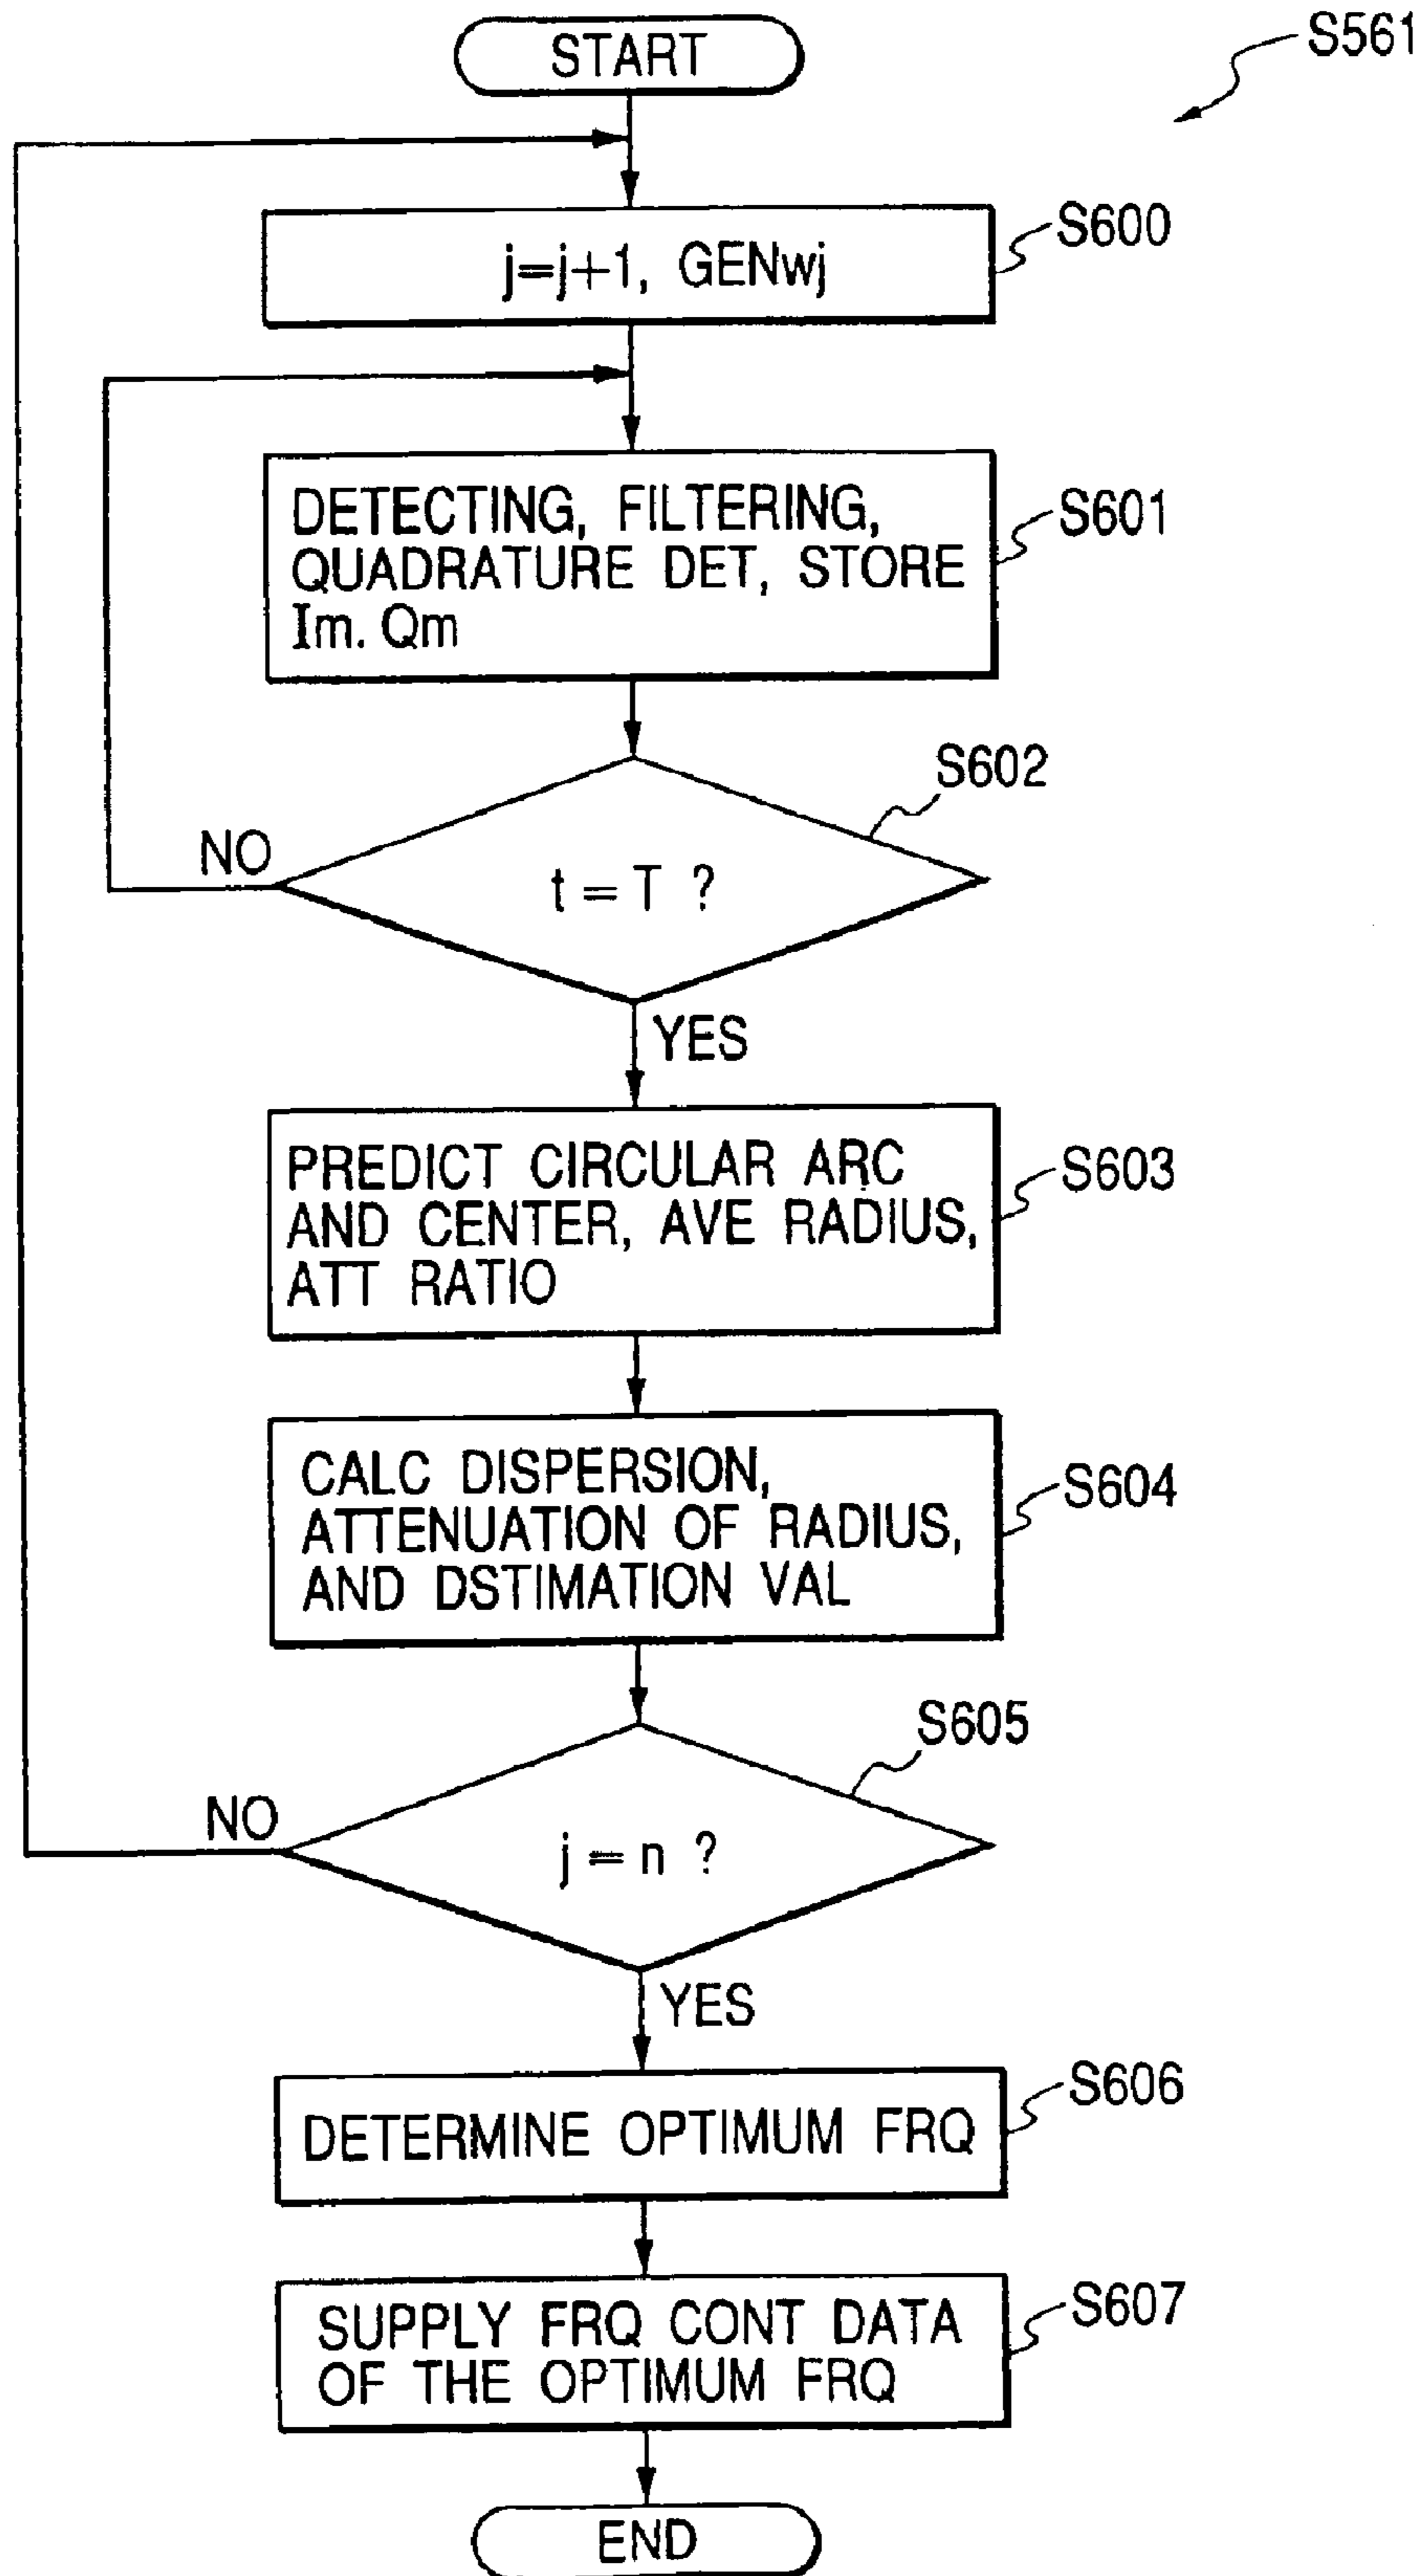 START
S561
j=j+1, GENwj
S600
DETECTING, FILTERING,
QUADRATURE DET, STORE
Im. Qm
S601
S602
NO
t = T ?
YES
PREDICT CIRCULAR ARC
AND CENTER, AVE RADIUS,
ATT RATIO
S603
CALC DISPERSION,
ATTENUATION OF RADIUS,
AND DSTIMATION VAL
S604
S605
NO
j = n ?
YES
DETERMINE OPTIMUM FRQ
S606
SUPPLY FRQ CONT DATA
OF THE OPTIMUM FRQ
S607
END